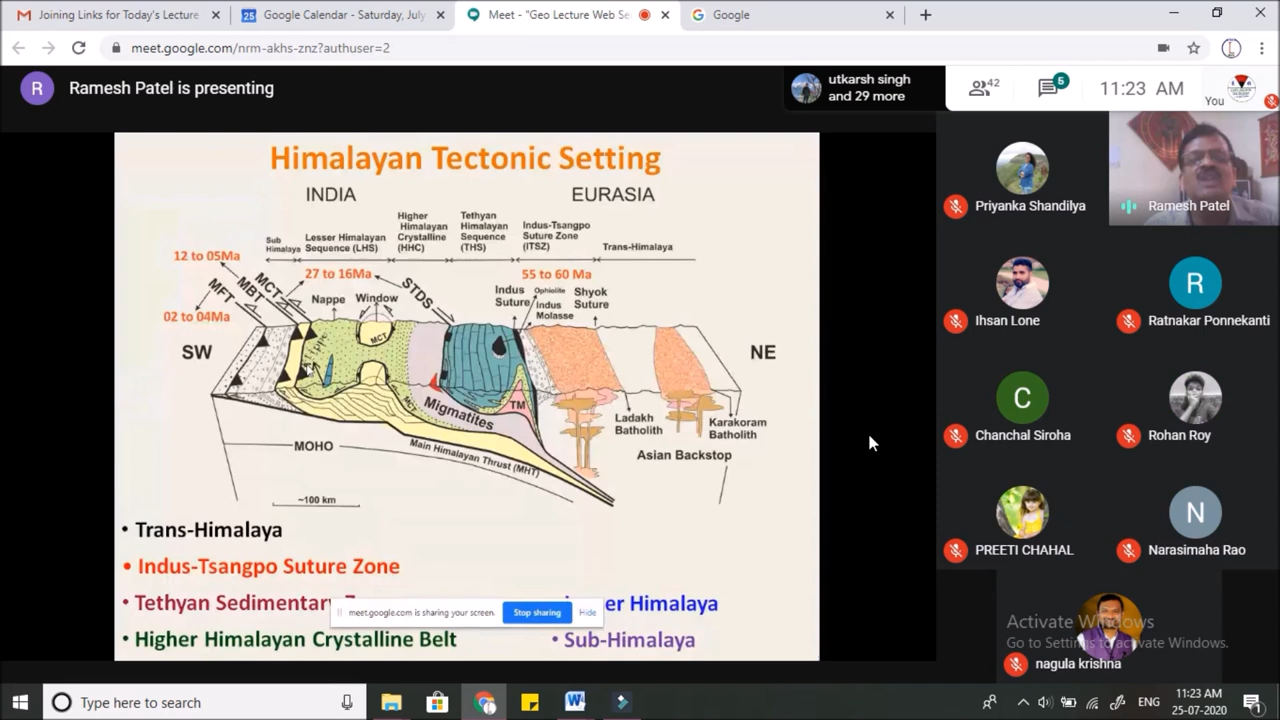 Joining Links for Today's Lecture
Google Calendar - Saturday, July
Meet - "Geo Lecture Web Se
Google
meet.google.com/nrm-akhs-znz?authuser=2
R
Ramesh Patel is presenting
utkarsh singh
and 29 more
42
5
11:23 AM
You
Himalayan Tectonic Setting
INDIA
EURASIA
Sub
Himalaya
Lesser Himalayan
Sequence (LHS)
Higher
Himalayan
Crystalline
(HHC)
Tethyan
Himalayan
Sequence
(THS)
Indus-Tsangpo
Suture Zone
(ITSZ)
Trans-Himalaya
12 to 05Ma
27 to 16Ma
55 to 60 Ma
MFT
MBT
MCT
STDS
02 to 04Ma
Nappe
Window
Indus
Suture
Ophiolite
Indus
Molasse
Shyok
Suture
SW
NE
MCT
MCT
TM
Migmatites
Ladakh
Batholith
Karakoram
Batholith
MOHO
Main Himalayan Thrust (MHT)
Asian Backstop
~100 km
• Trans-Himalaya
• Indus-Tsangpo Suture Zone
• Tethyan Sedimentary
er Himalaya
• Higher Himalayan Crystalline Belt
• Sub-Himalaya
meet.google.com is sharing your screen.
Stop sharing
Hide
Priyanka Shandilya
Ramesh Patel
Ihsan Lone
R
Ratnakar Ponnekanti
C
Chanchal Siroha
Rohan Roy
PREETI CHAHAL
N
Narasimaha Rao
Activate Windows
Go to Settings to activate Windows.
nagula krishna
Type here to search
ENG
11:23 AM
25-07-2020
1